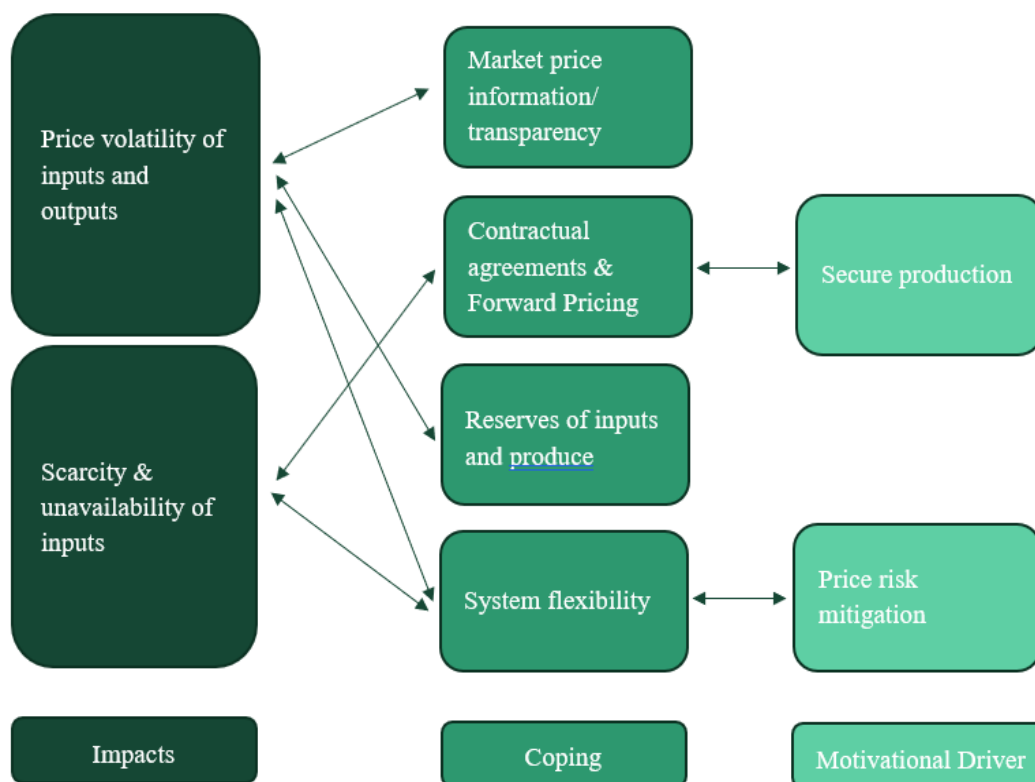 Price volatility of
inputs and
outputs
Scarcity &
unavailability of
inputs
Impacts
Market price
information/
transparency
Contractual
agreements &
Forward Pricing
Reserves of inputs
and produce
System flexibility
Coping
Secure production
Price risk
mitigation
Motivational Driver